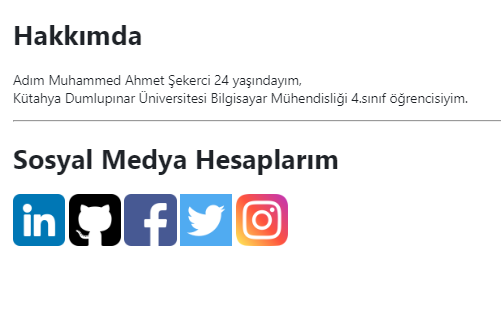 Hakkımda
Adım Muhammed Ahmet Şekerci 24 yaşındayım,
Kütahya Dumlupınar Üniversitesi Bilgisayar Mühendisliği 4.sınıf öğrencisiyim.
Sosyal Medya Hesaplarım
in f